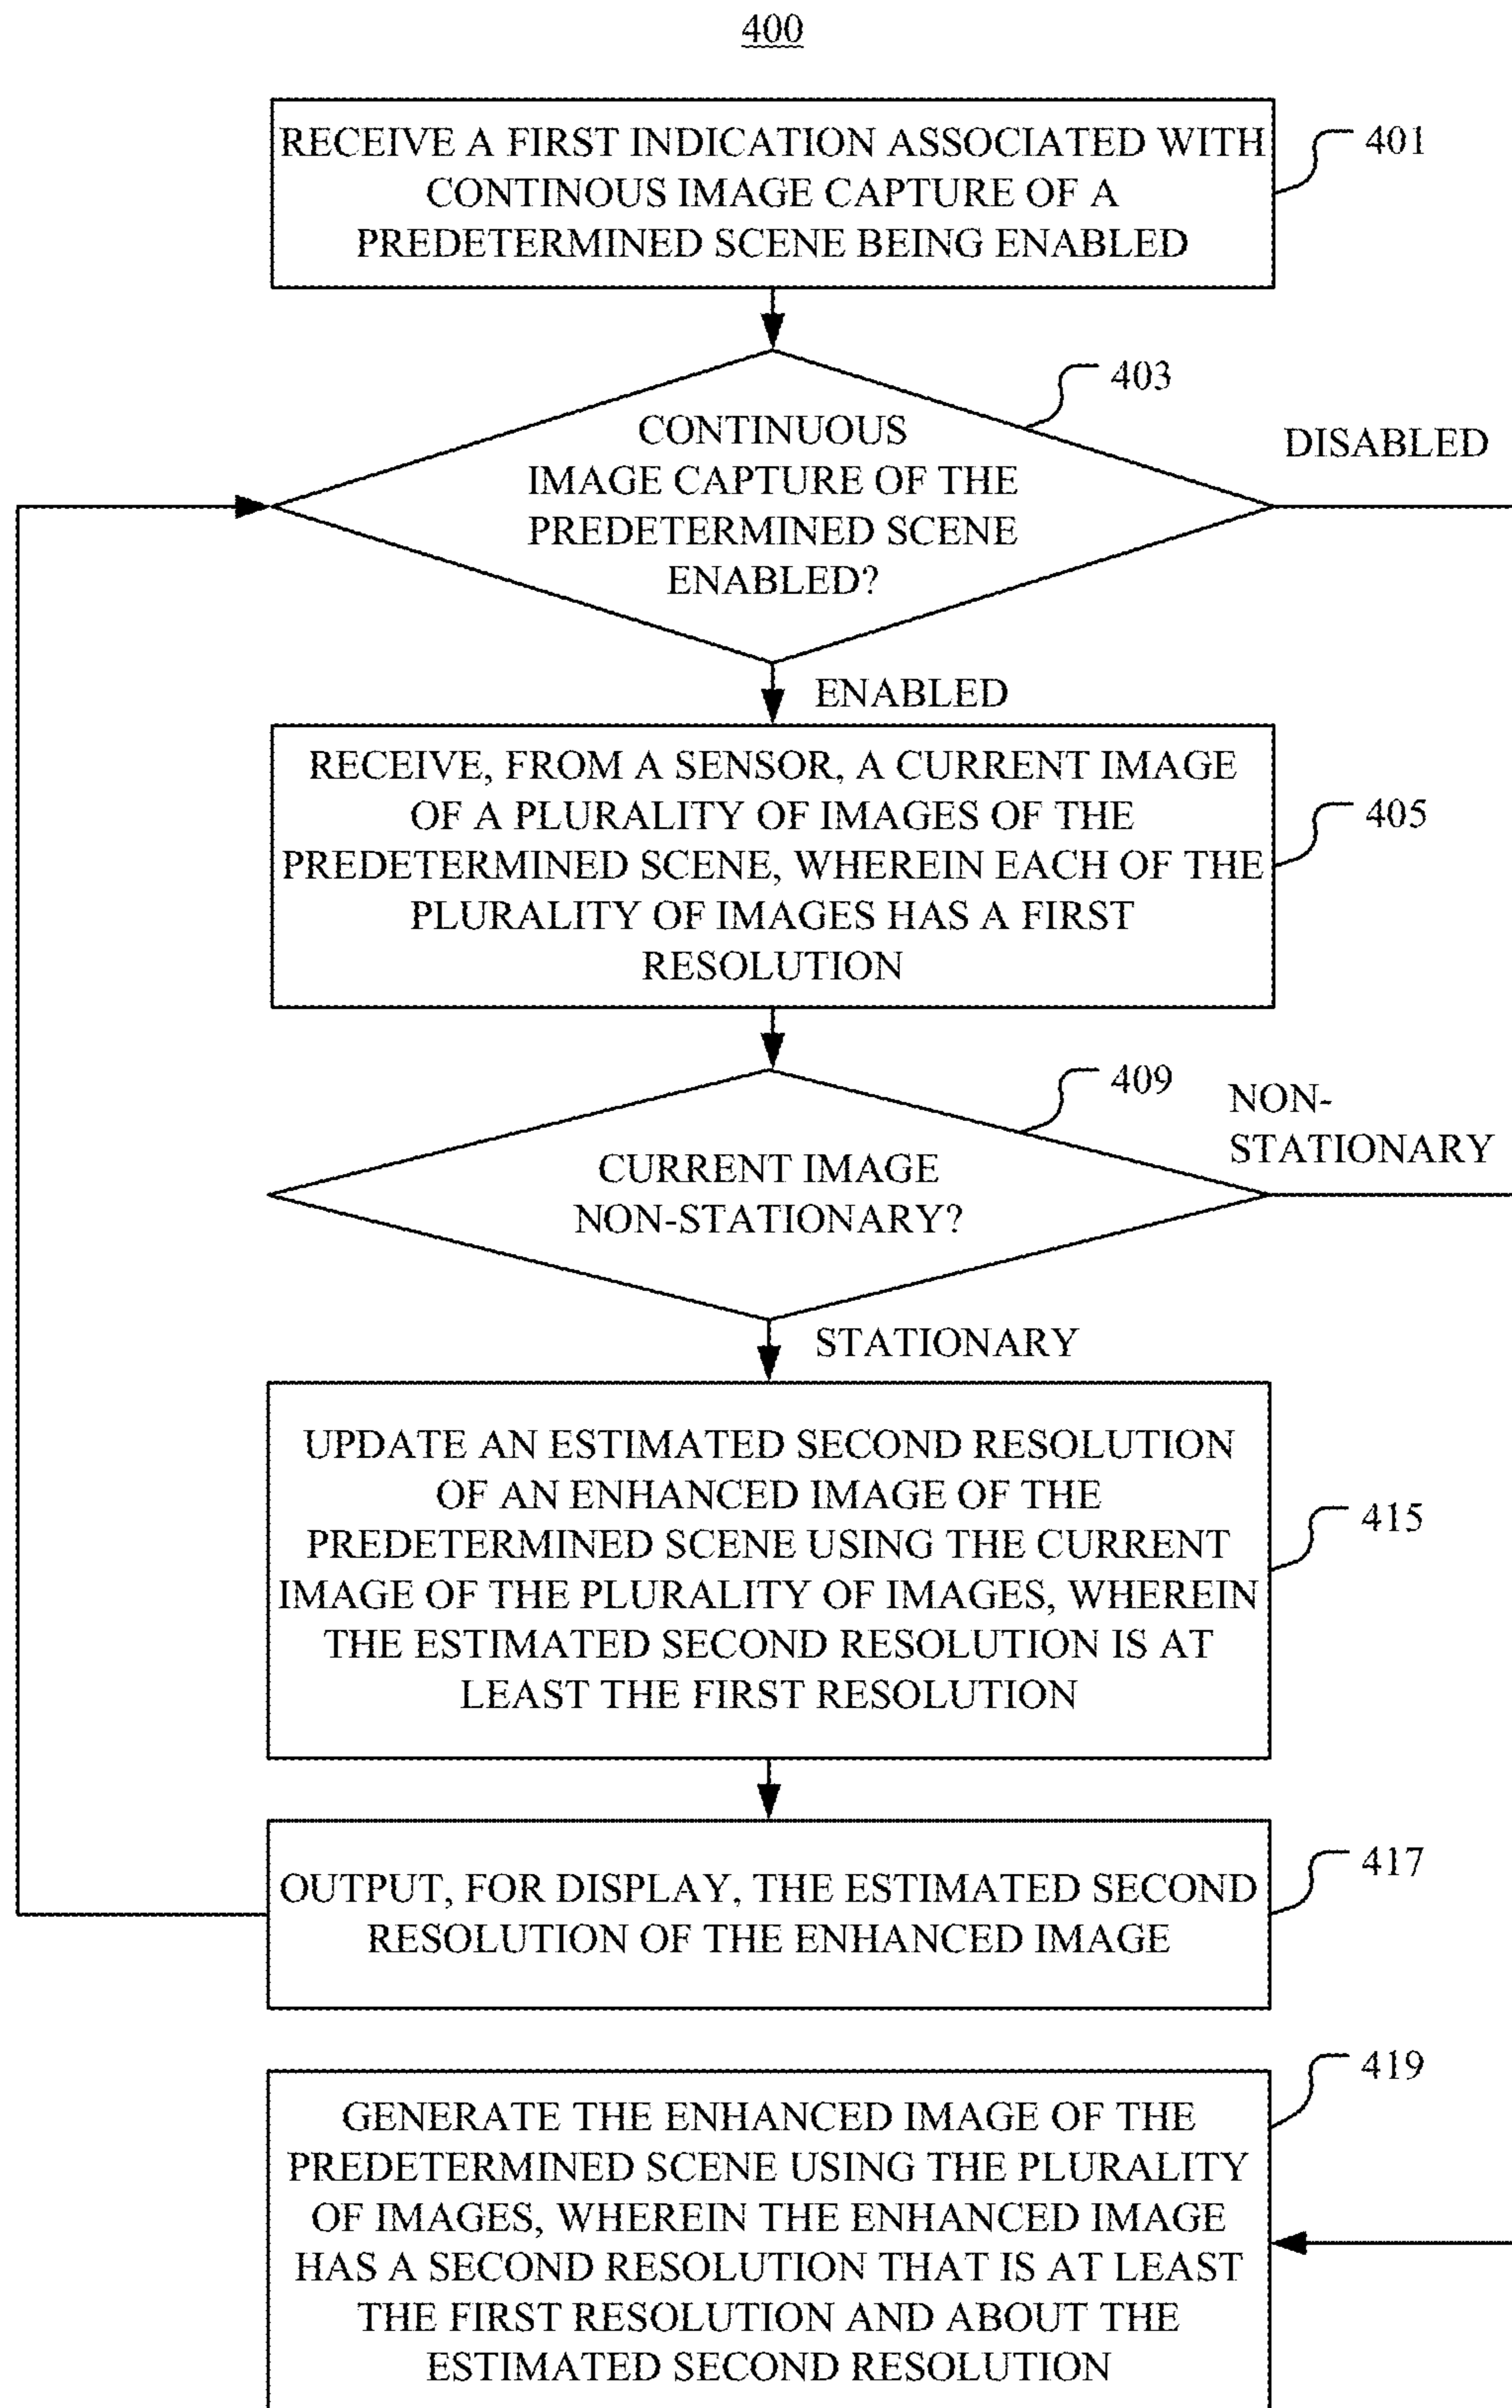 400
RECEIVE A FIRST INDICATION ASSOCIATED WITH
CONTINOUS IMAGE CAPTURE OF A
PREDETERMINED SCENE BEING ENABLED
401
403
CONTINUOUS
IMAGE CAPTURE OF THE
PREDETERMINED SCENE
ENABLED?
DISABLED
ENABLED
RECEIVE, FROM A SENSOR, A CURRENT IMAGE
OF A PLURALITY OF IMAGES OF THE
PREDETERMINED SCENE, WHEREIN EACH OF THE
PLURALITY OF IMAGES HAS A FIRST
RESOLUTION
405
409
CURRENT IMAGE
NON-STATIONARY?
NON-
STATIONARY
STATIONARY
UPDATE AN ESTIMATED SECOND RESOLUTION
OF AN ENHANCED IMAGE OF THE
PREDETERMINED SCENE USING THE CURRENT
IMAGE OF THE PLURALITY OF IMAGES, WHEREIN
THE ESTIMATED SECOND RESOLUTION IS AT
LEAST THE FIRST RESOLUTION
415
OUTPUT, FOR DISPLAY, THE ESTIMATED SECOND
RESOLUTION OF THE ENHANCED IMAGE
417
419
GENERATE THE ENHANCED IMAGE OF THE
PREDETERMINED SCENE USING THE PLURALITY
OF IMAGES, WHEREIN THE ENHANCED IMAGE
HAS A SECOND RESOLUTION THAT IS AT LEAST
THE FIRST RESOLUTION AND ABOUT THE
ESTIMATED SECOND RESOLUTION